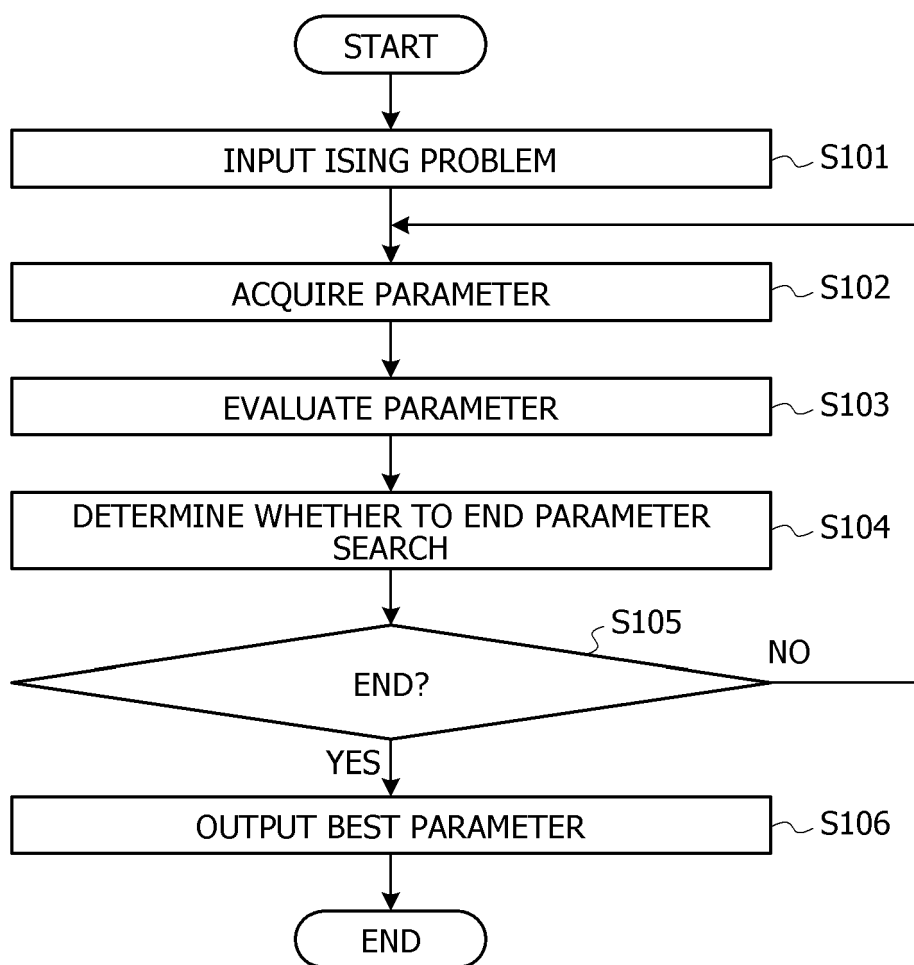 START
INPUT ISING PROBLEM
S101
ACQUIRE PARAMETER
S102
EVALUATE PARAMETER
S103
DETERMINE WHETHER TO END PARAMETER
SEARCH
S104
S105
END?
NO
YES
OUTPUT BEST PARAMETER
S106
END